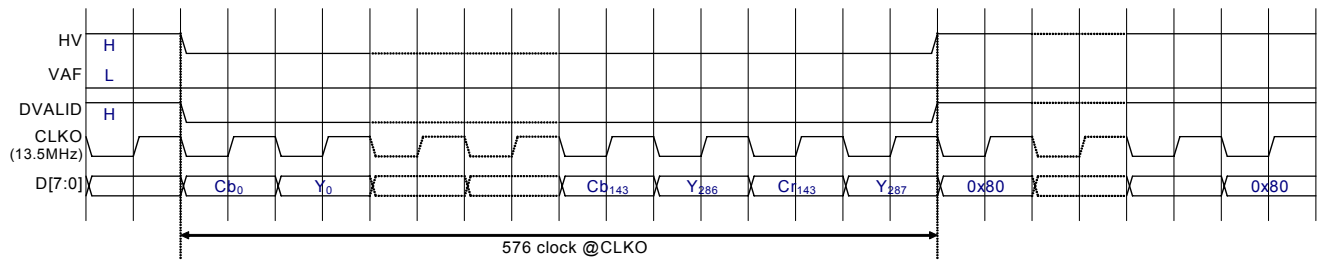 HV H
VAF L
DVALID H
CLKO
(13.5MHz)
D[7:0] Cb₀ Y₀ Cb₁₄₃ Y₂₈₆ Cr₁₄₃ Y₂₈₇ 0x80 0x80
576 clock @CLKO